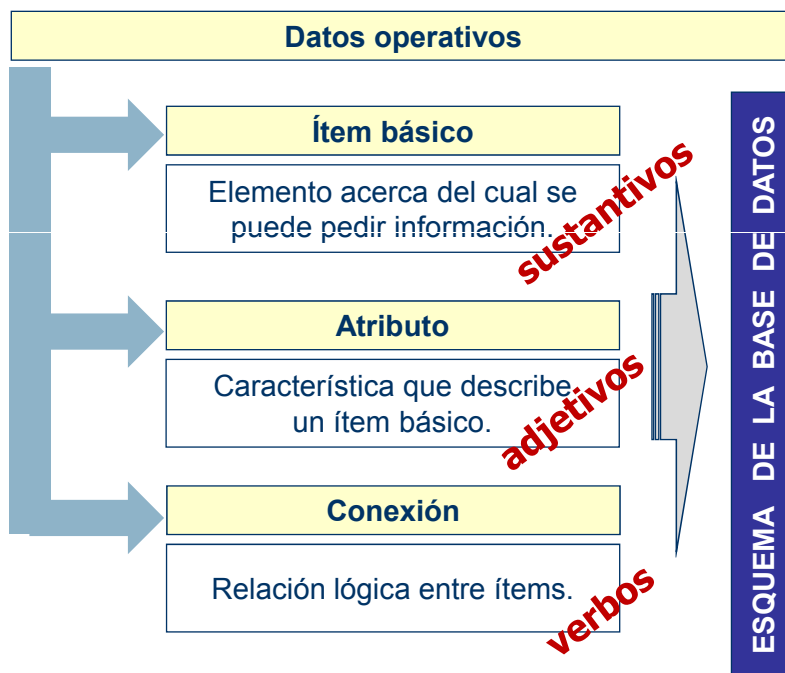 Datos operativos
Ítem básico
Elemento acerca del cual se
puede pedir información.
sustantivos
Atributo
Característica que describe
un ítem básico.
adjetivos
Conexión
Relación lógica entre ítems.
verbos
ESQUEMA DE LA BASE DE DATOS